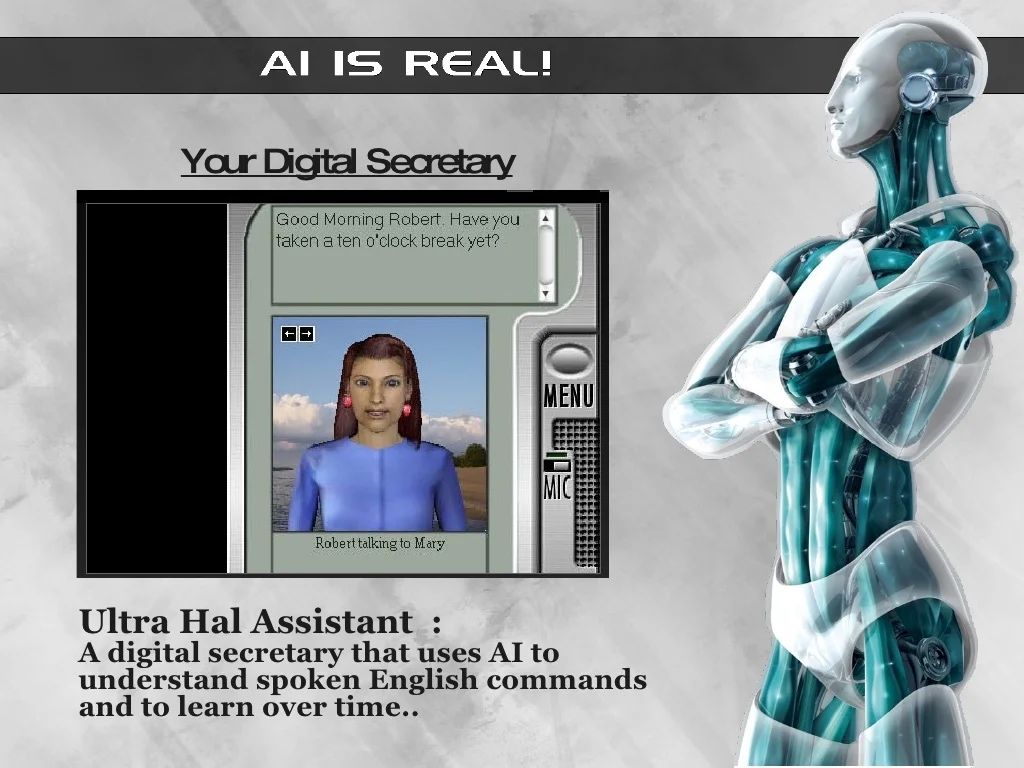 AI IS REAL!
Your Digital Secretary
Good Morning Robert. Have you
taken a ten o'clock break yet?
MENU
MIC
Robert talking to Mary
Ultra Hal Assistant  :
A digital secretary that uses AI to
understand spoken English commands
and to learn over time..